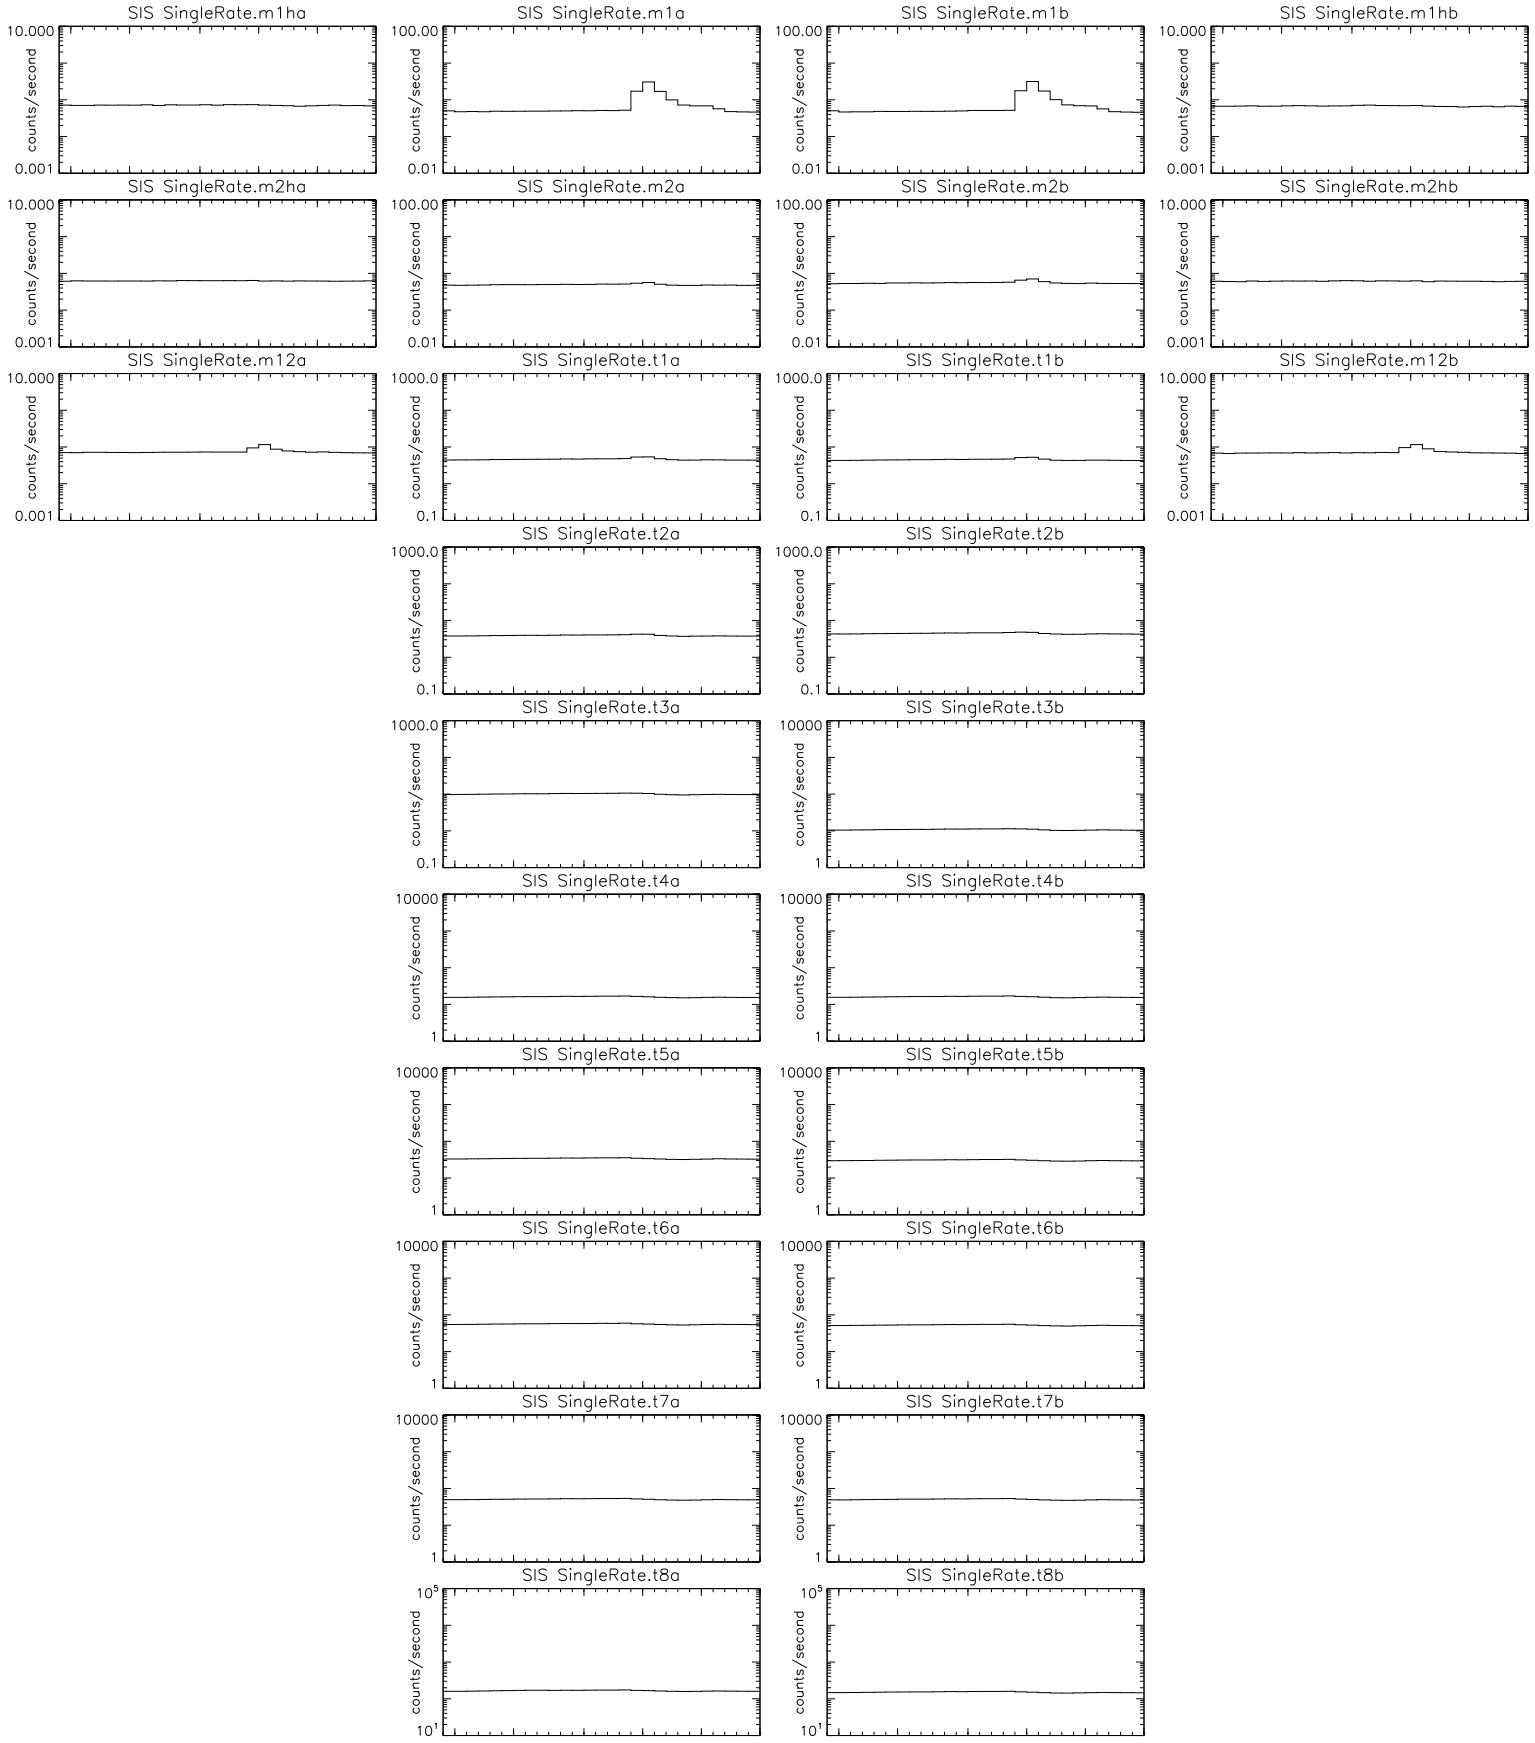 SIS SingleRate.m1ha
10.000
counts/second
0.001
SIS SingleRate.m1a
100.00
counts/second
0.01
SIS SingleRate.m1b
100.00
counts/second
0.01
SIS SingleRate.m1hb
10.000
counts/second
0.001
SIS SingleRate.m2ha
10.000
counts/second
0.001
SIS SingleRate.m2a
100.00
counts/second
0.01
SIS SingleRate.m2b
100.00
counts/second
0.01
SIS SingleRate.m2hb
10.000
counts/second
0.001
SIS SingleRate.m12a
10.000
counts/second
0.001
SIS SingleRate.t1a
1000.0
counts/second
0.1
SIS SingleRate.t1b
1000.0
counts/second
0.1
SIS SingleRate.m12b
10.000
counts/second
0.001
SIS SingleRate.t2a
1000.0
counts/second
0.1
SIS SingleRate.t2b
1000.0
counts/second
0.1
SIS SingleRate.t3a
1000.0
counts/second
0.1
SIS SingleRate.t3b
10000
counts/second
1
SIS SingleRate.t4a
10000
counts/second
1
SIS SingleRate.t4b
10000
counts/second
1
SIS SingleRate.t5a
10000
counts/second
1
SIS SingleRate.t5b
10000
counts/second
1
SIS SingleRate.t6a
10000
counts/second
1
SIS SingleRate.t6b
10000
counts/second
1
SIS SingleRate.t7a
10000
counts/second
1
SIS SingleRate.t7b
10000
counts/second
1
SIS SingleRate.t8a
10⁵
counts/second
10¹
SIS SingleRate.t8b
10⁵
counts/second
10¹